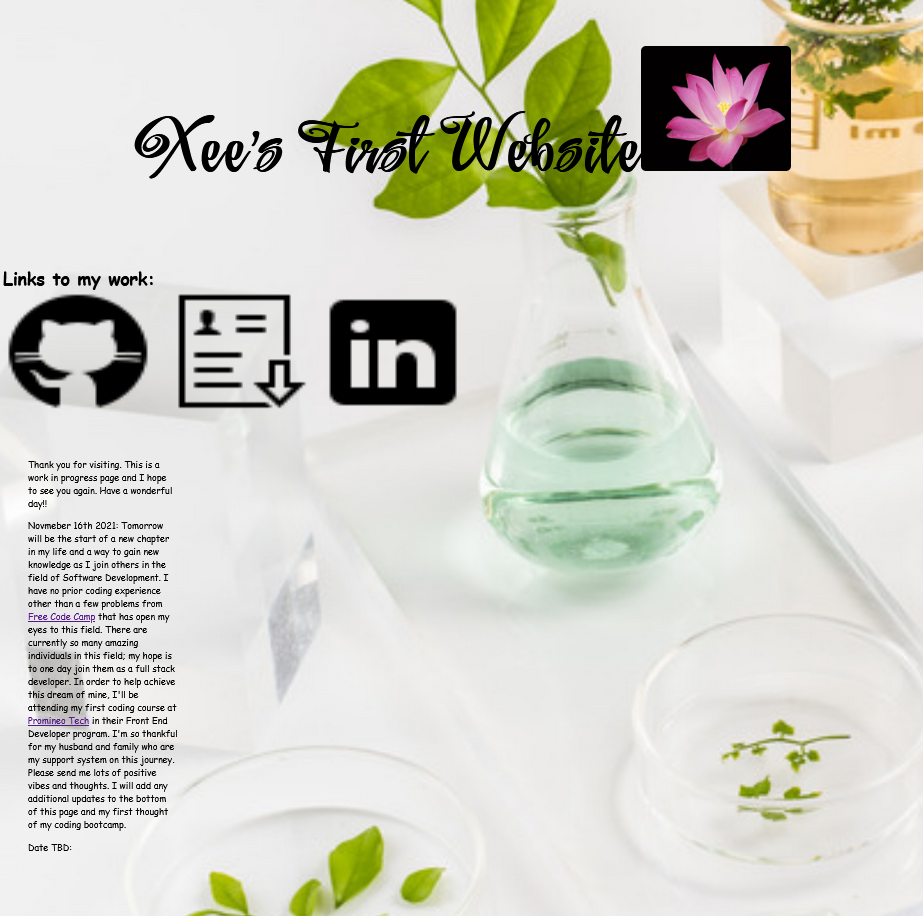 Xee's First Website
Links to my work:
in
Thank you for visiting. This is a
work in progress page and I hope
to see you again. Have a wonderful
day!!
Novmeber 16th 2021: Tomorrow
will be the start of a new chapter
in my life and a way to gain new
knowledge as I join others in the
field of Software Development. I
have no prior coding experience
other than a few problems from
Free Code Camp that has open my
eyes to this field. There are
currently so many amazing
individuals in this field; my hope is
to one day join them as a full stack
developer. In order to help achieve
this dream of mine, I'll be
attending my first coding course at
Promineo Tech in their Front End
Developer program. I'm so thankful
for my husband and family who are
my support system on this journey.
Please send me lots of positive
vibes and thoughts. I will add any
additional updates to the bottom
of this page and my first thought
of my coding bootcamp.
Date TBD: